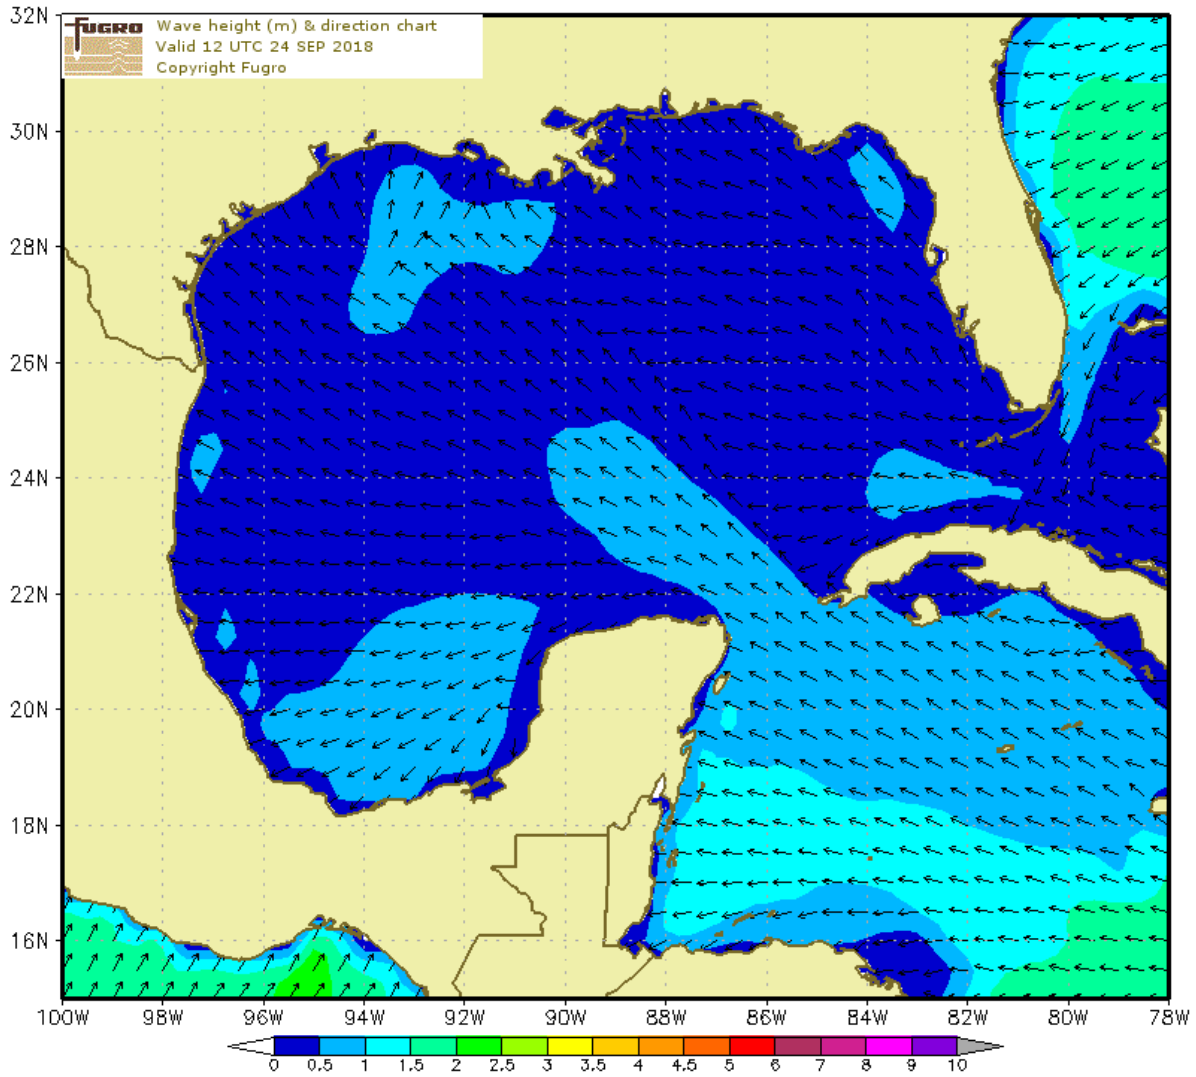 FUGRO
Wave height (m) & direction chart
Valid 12 UTC 24 SEP 2018
Copyright Fugro
32N
30N
28N
26N
24N
22N
20N
18N
16N
100W 98W 96W 94W 92W 90W 88W 86W 84W 82W 80W 78W
0 0.5 1 1.5 2 2.5 3 3.5 4 4.5 5 6 7 8 9 10